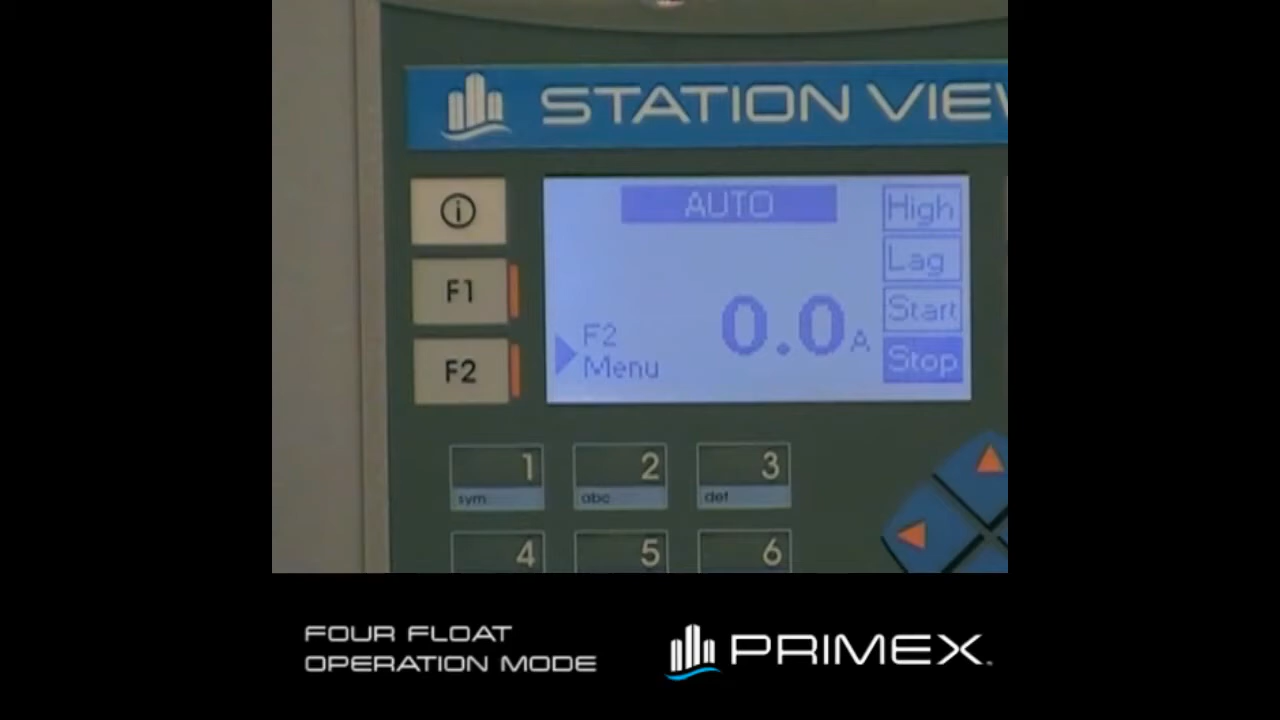 STATION VIEW
AUTO
High
Lag
Start
Stop
0.0 A
F2
Menu
F1
F2
1
sym
2
abc
3
def
4
5
6
FOUR FLOAT
OPERATION MODE
PRIMEX